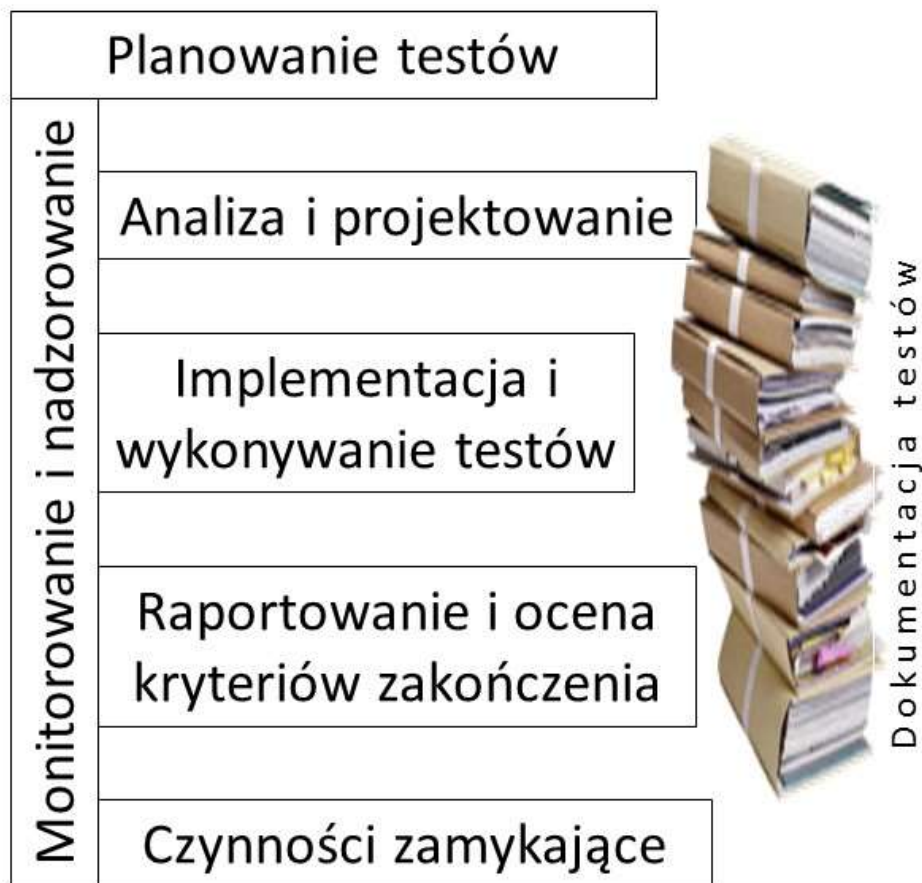 Planowanie testów
Monitorowanie i nadzorowanie
Analiza i projektowanie
Implementacja i
wykonywanie testów
Raportowanie i ocena
kryteriów zakończenia
Czynności zamykające
Dokumentacja testów